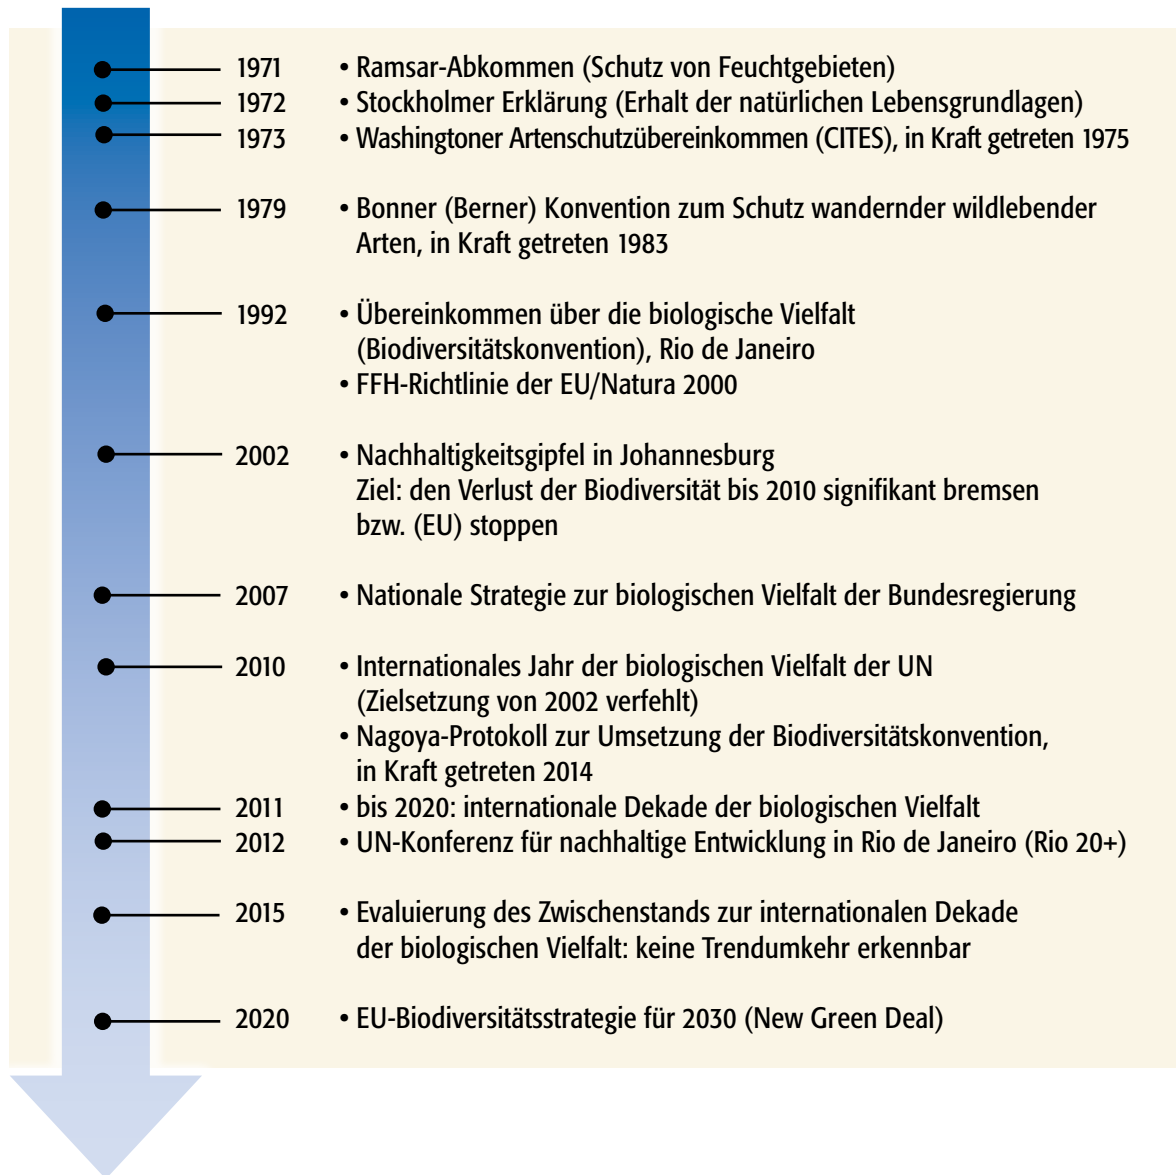 1971 • Ramsar-Abkommen (Schutz von Feuchtgebieten)
1972 • Stockholmer Erklärung (Erhalt der natürlichen Lebensgrundlagen)
1973 • Washingtoner Artenschutzübereinkommen (CITES), in Kraft getreten 1975
1979 • Bonner (Berner) Konvention zum Schutz wandernder wildlebender
Arten, in Kraft getreten 1983
1992 • Übereinkommen über die biologische Vielfalt
(Biodiversitätskonvention), Rio de Janeiro
• FFH-Richtlinie der EU/Natura 2000
2002 • Nachhaltigkeitsgipfel in Johannesburg
Ziel: den Verlust der Biodiversität bis 2010 signifikant bremsen
bzw. (EU) stoppen
2007 • Nationale Strategie zur biologischen Vielfalt der Bundesregierung
2010 • Internationales Jahr der biologischen Vielfalt der UN
(Zielsetzung von 2002 verfehlt)
• Nagoya-Protokoll zur Umsetzung der Biodiversitätskonvention,
in Kraft getreten 2014
2011 • bis 2020: internationale Dekade der biologischen Vielfalt
2012 • UN-Konferenz für nachhaltige Entwicklung in Rio de Janeiro (Rio 20+)
2015 • Evaluierung des Zwischenstands zur internationalen Dekade
der biologischen Vielfalt: keine Trendumkehr erkennbar
2020 • EU-Biodiversitätsstrategie für 2030 (New Green Deal)